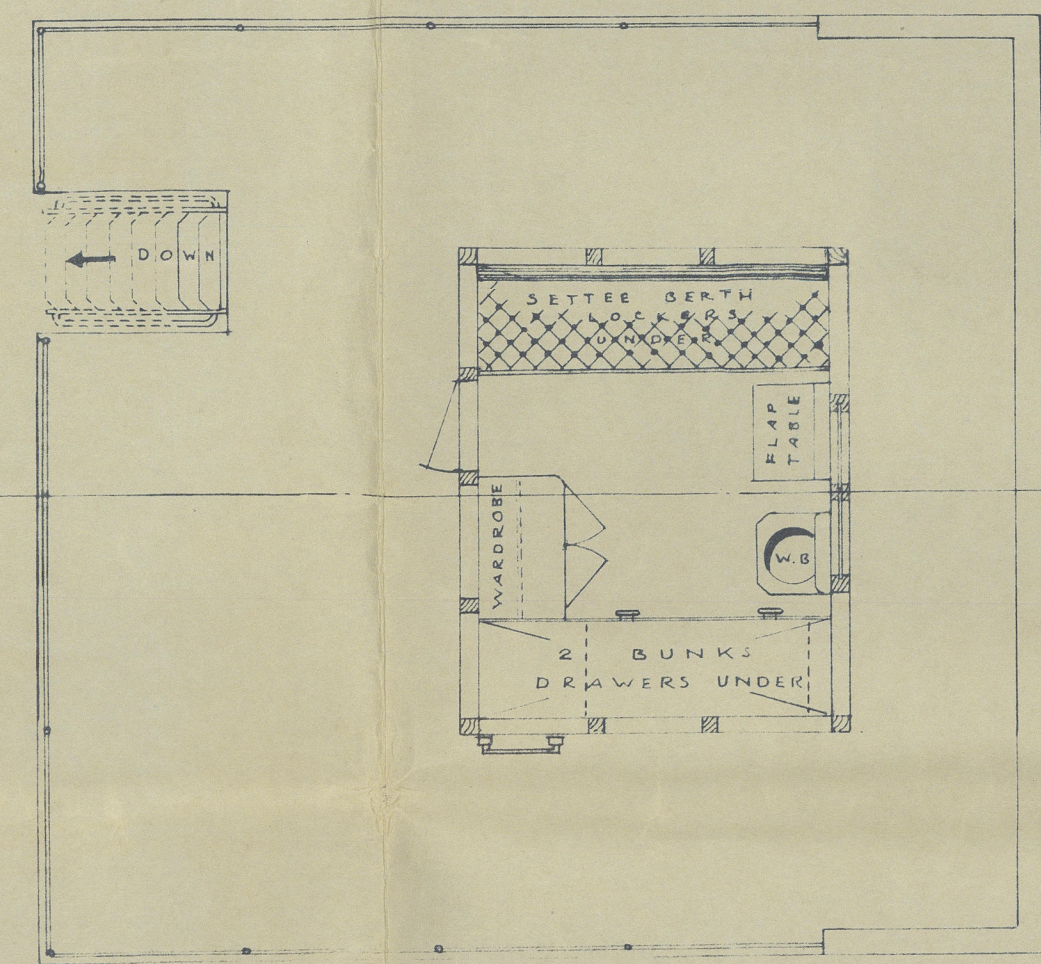 DOWN
SETTEE BERTH
LOCKERS
UNDER
FLAP
TABLE
WARDROBE
W.B
2 BUNKS
DRAWERS UNDER